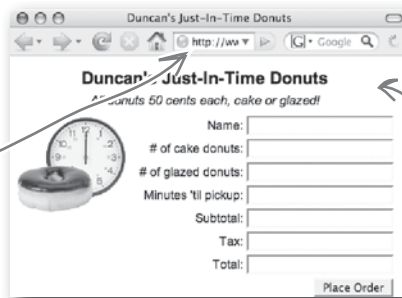 Duncan's Just-In-Time Donuts
http://ww
G Google
Duncan's Just-In-Time Donuts
All donuts 50 cents each, cake or glazed!
Name:
# of cake donuts:
# of glazed donuts:
Minutes 'til pickup:
Subtotal:
Tax:
Total:
Place Order